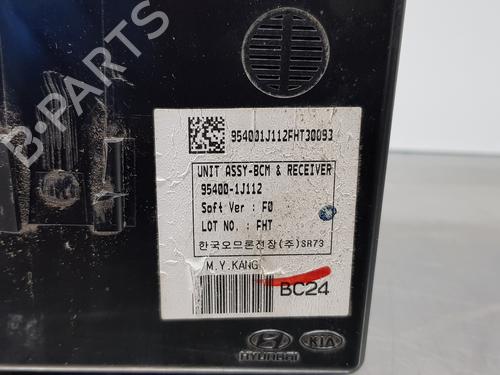 B-PARTS
954001J112FHT30093
UNIT ASSY-BCM & RECEIVER
95400-1J112
Soft Ver : F0
LOT NO. : FHT
한국오므론전장(주)SR73
M.Y.KANG
BC24
HYUNDAI KIA